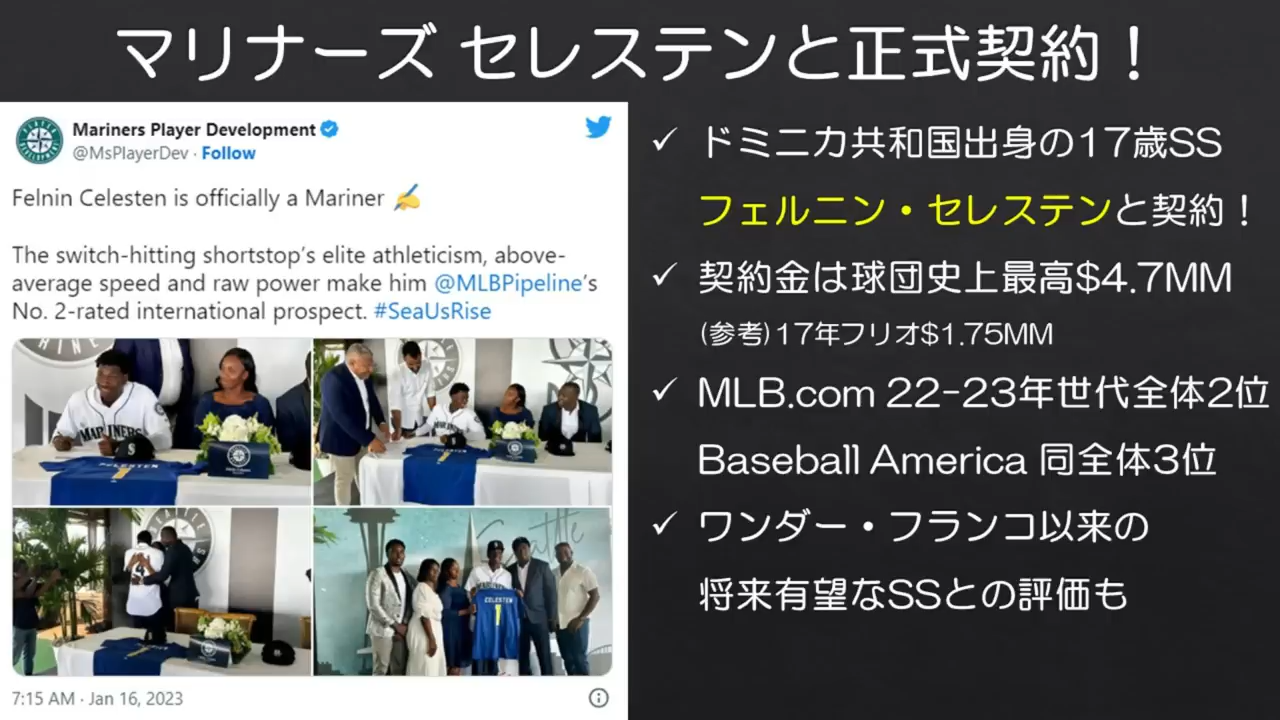 マリナーズ セレステンと正式契約！
Mariners Player Development
@MsPlayerDev · Follow
Felnin Celesten is officially a Mariner ✍️
The switch-hitting shortstop's elite athleticism, above-
average speed and raw power make him @MLBPipeline's
No. 2-rated international prospect. #SeaUsRise
MARINERS
CELESTEN
Seattle
CELESTEN
1
7:15 AM · Jan 16, 2023
✓ ドミニカ共和国出身の17歳SS
フェルニン・セレステンと契約！
✓ 契約金は球団史上最高$4.7MM
(参考)17年フリオ$1.75MM
✓ MLB.com 22-23年世代全体2位
Baseball America 同全体3位
✓ ワンダー・フランコ以来の
将来有望なSSとの評価も